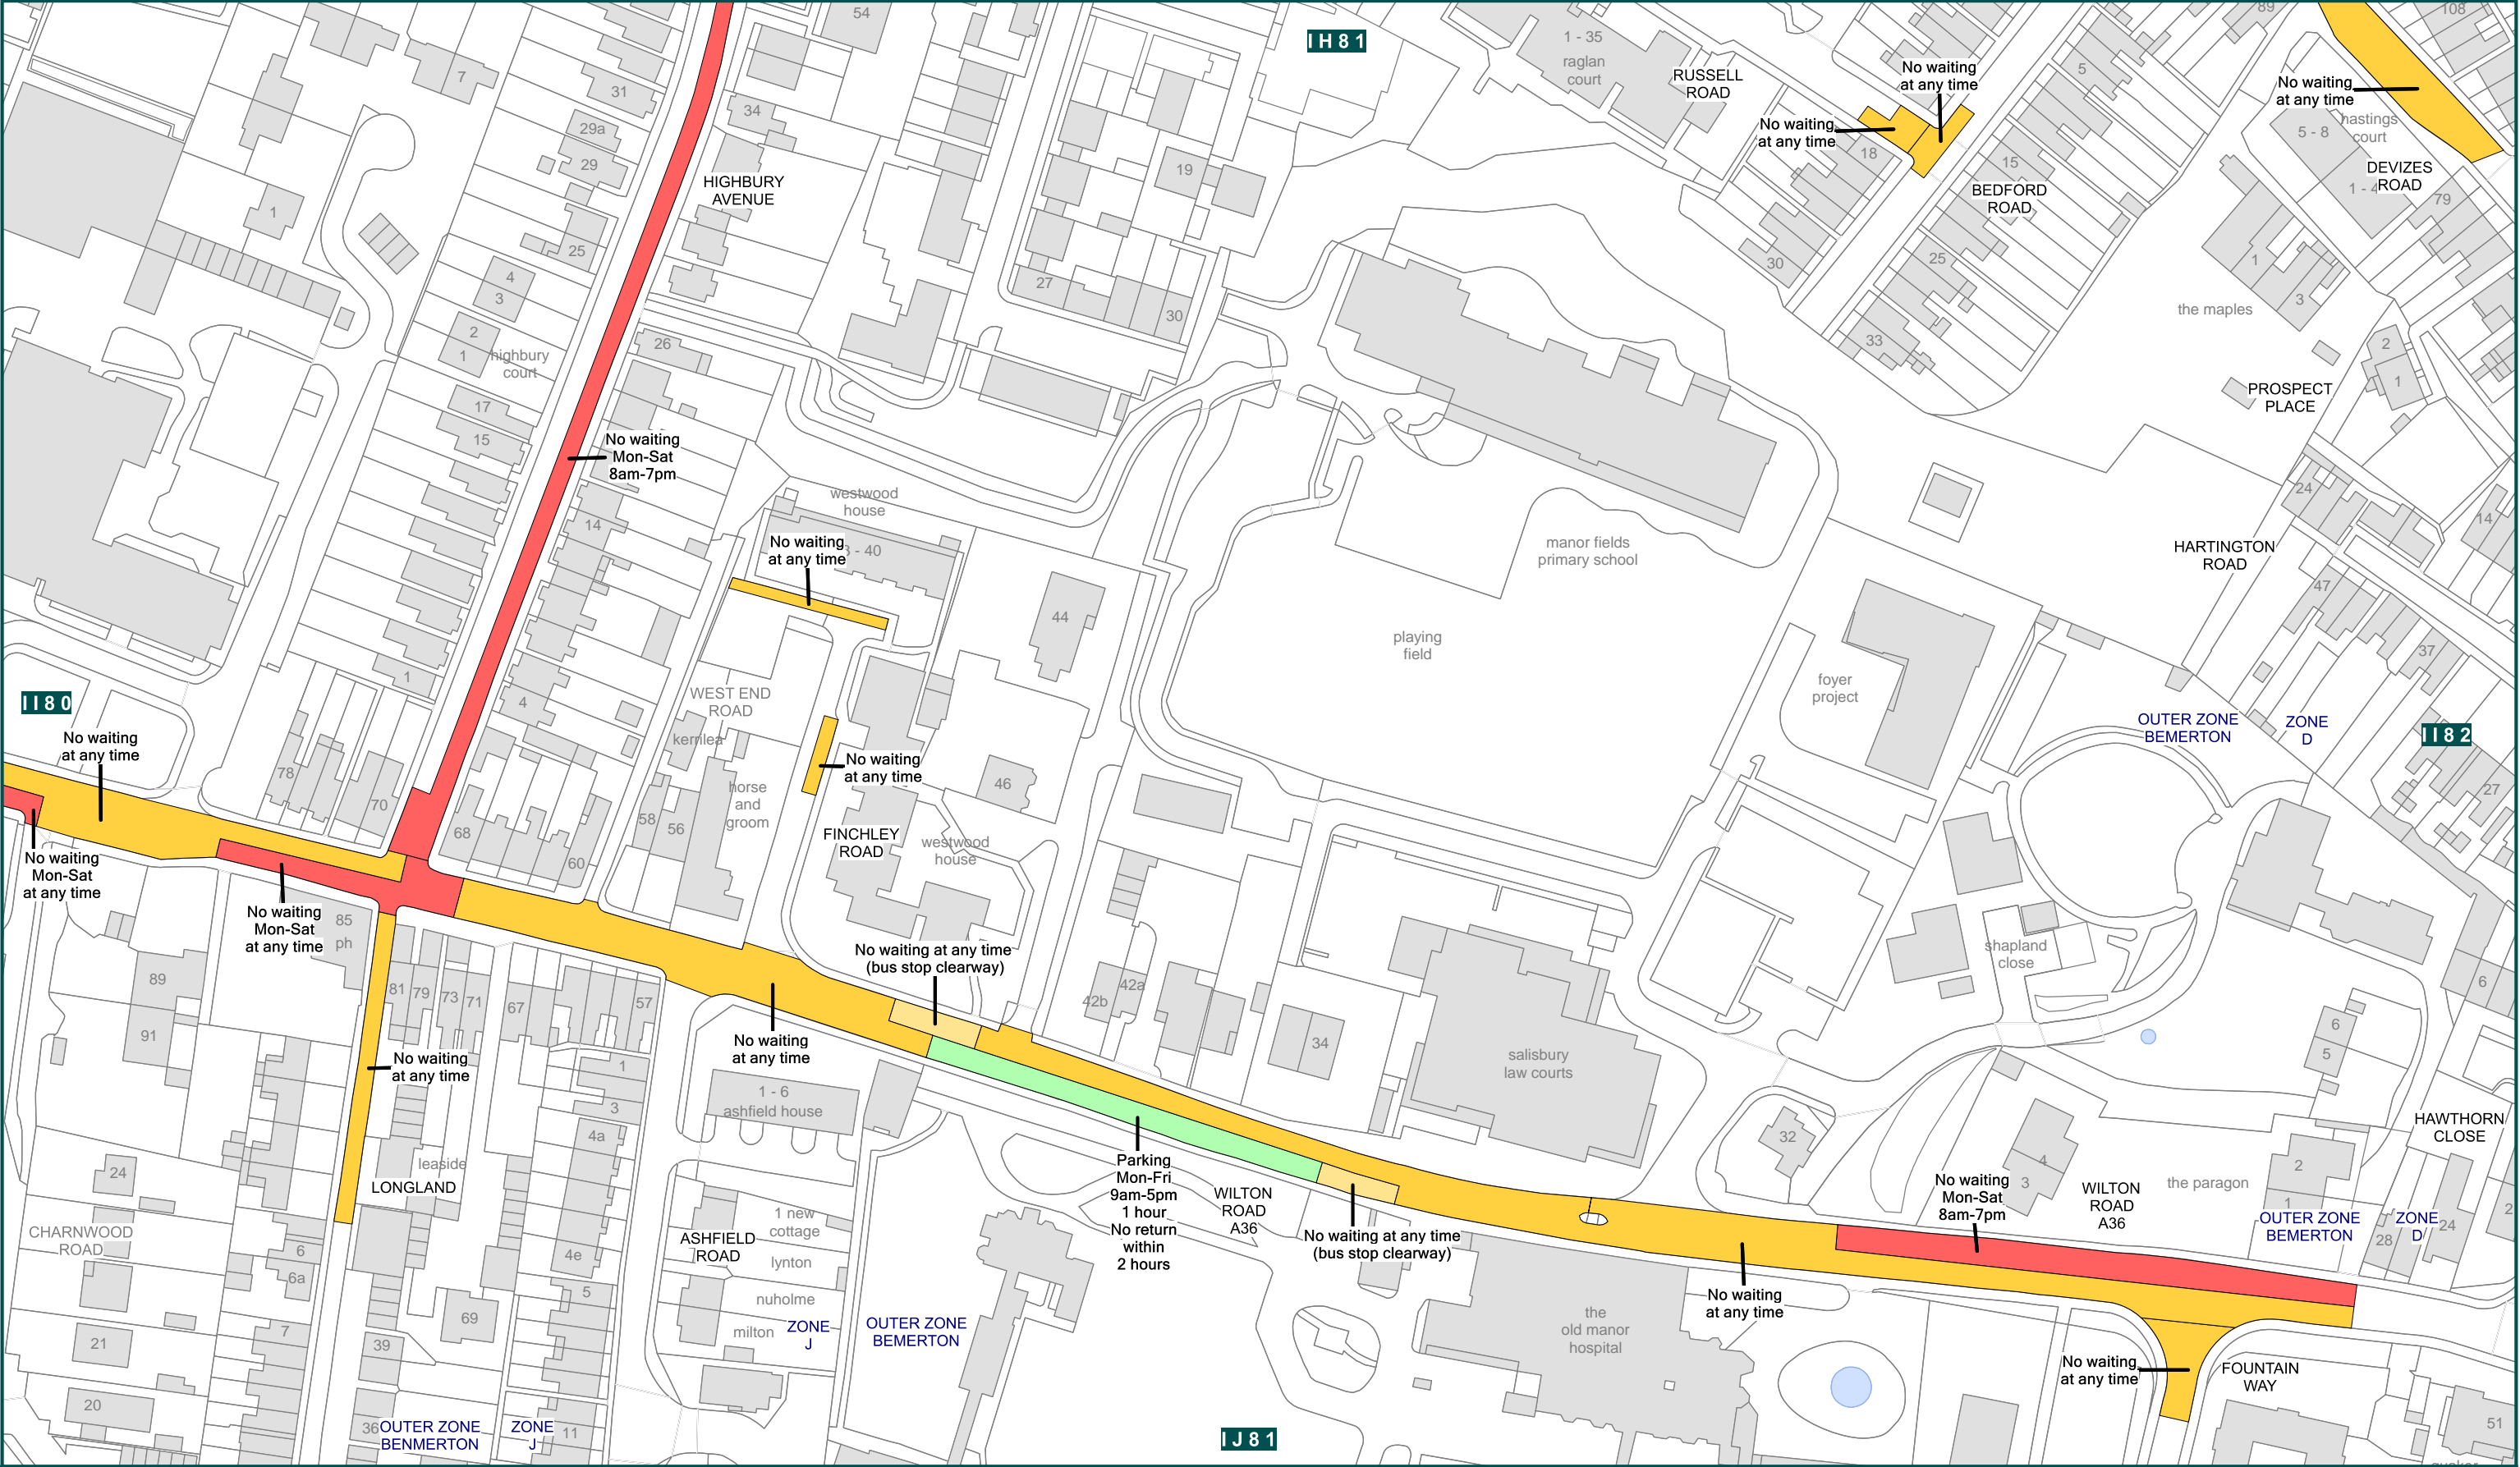 54
IH81
1 - 35
raglan
court
RUSSELL
ROAD
No waiting
at any time
5
89
108
No waiting
at any time
hastings
court
5 - 8
1 - 4
DEVIZES
ROAD
79
7
31
29a
29
34
HIGHBURY
AVENUE
19
No waiting
at any time
18
15
BEDFORD
ROAD
1
25
4
3
2
1
highbury
court
17
15
26
27
30
30
25
33
the maples
1
3
2
1
PROSPECT
PLACE
No waiting
Mon-Sat
8am-7pm
14
westwood
house
3 - 40
No waiting
at any time
manor fields
primary school
24
14
HARTINGTON
ROAD
47
37
44
playing
field
foyer
project
1
4
WEST END
ROAD
kernlea
II80
No waiting
at any time
OUTER ZONE
BEMERTON
ZONE
D
II82
27
78
70
68
60
58
56
horse
and
groom
No waiting
at any time
46
FINCHLEY
ROAD
westwood
house
No waiting
Mon-Sat
at any time
No waiting
Mon-Sat
at any time
85
ph
89
91
81
79
73
71
67
57
No waiting at any time
(bus stop clearway)
42b
42a
34
salisbury
law courts
shapland
close
6
6
5
No waiting
at any time
No waiting
at any time
1
3
4a
1 - 6
ashfield house
32
HAWTHORN
CLOSE
24
leaside
LONGLAND
CHARNWOOD
ROAD
6
6a
4e
5
ASHFIELD
ROAD
1 new
cottage
lynton
nuholme
milton
Parking
Mon-Fri
9am-5pm
1 hour
No return
within
2 hours
WILTON
ROAD
A36
No waiting at any time
(bus stop clearway)
No waiting
Mon-Sat
8am-7pm
4
3
WILTON
ROAD
A36
the paragon
2
1
OUTER ZONE
BEMERTON
ZONE
D
28
24
2
No waiting
at any time
21
7
69
39
ZONE
J
OUTER ZONE
BEMERTON
the
old manor
hospital
No waiting
at any time
FOUNTAIN
WAY
20
36
OUTER ZONE
BENMERTON
ZONE
J
11
IJ81
51